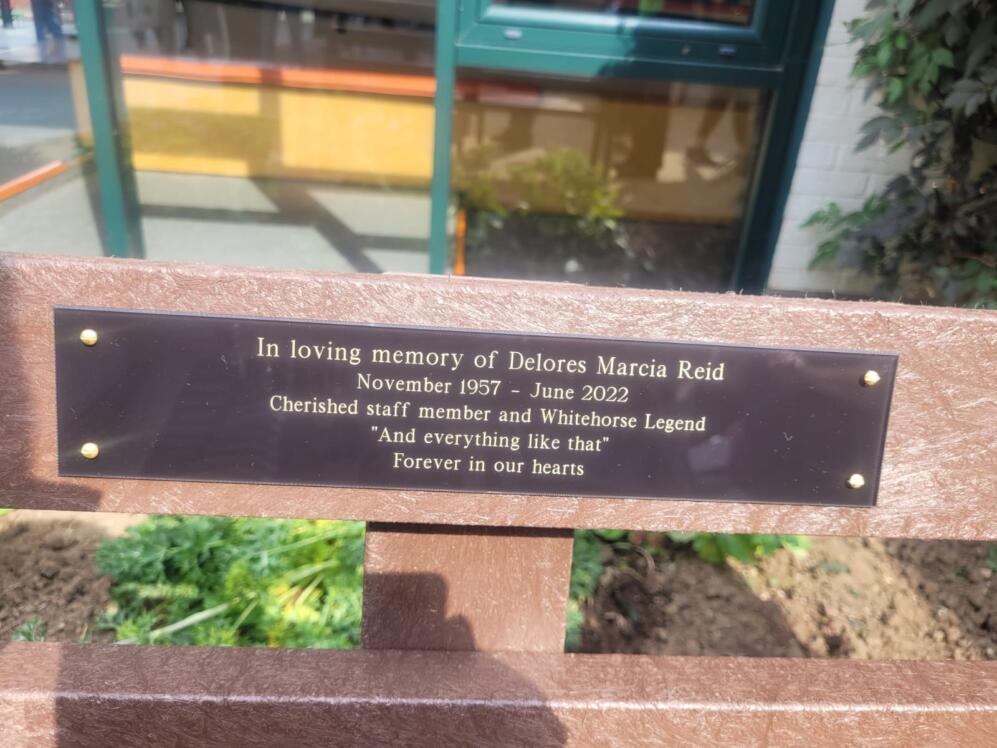 In loving memory of Delores Marcia Reid
November 1957 - June 2022
Cherished staff member and Whitehorse Legend
"And everything like that"
Forever in our hearts